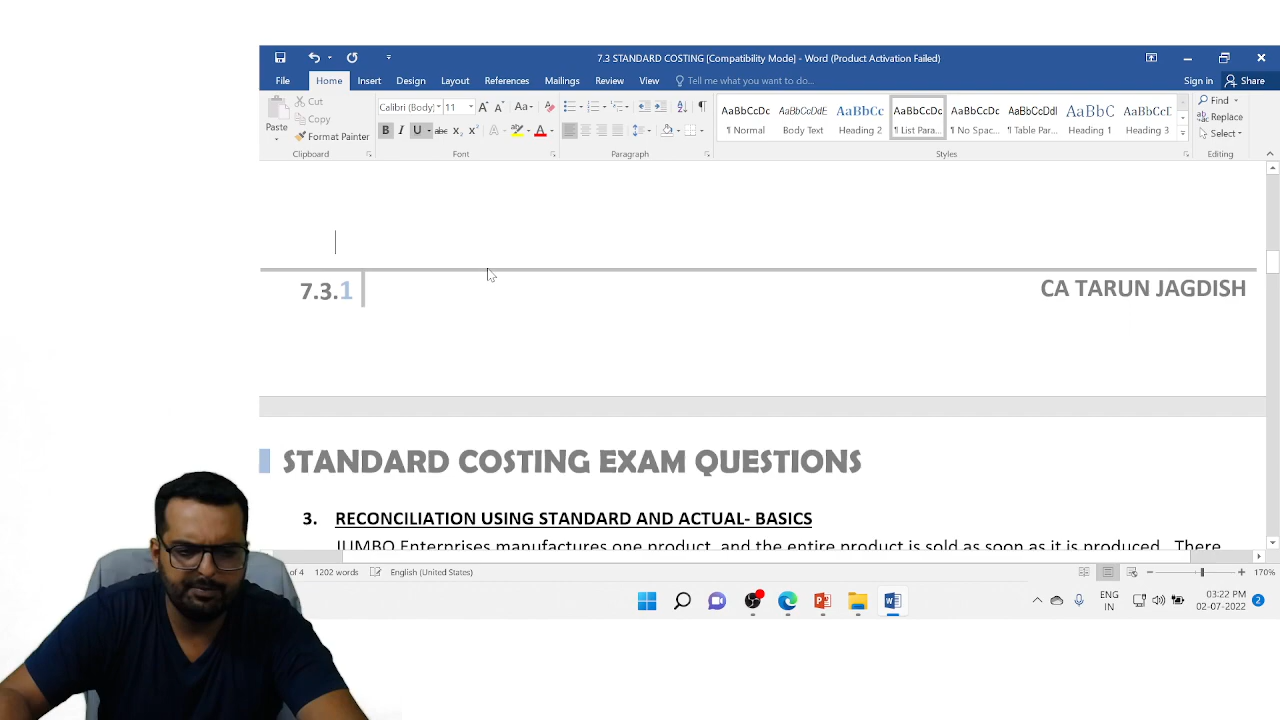 7.3 STANDARD COSTING [Compatibility Mode] - Word (Product Activation Failed)
File Home Insert Design Layout References Mailings Review View Tell me what you want to do... Sign in Share
Paste
Cut
Copy
Format Painter
Clipboard
Calibri (Body) 11
Font
Paragraph
AaBbCcDc AaBbCcDdE AaBbCc AaBbCcDc AaBbCcDc AaBbCcDdI AaBbC AaBbCcD
¶ Normal Body Text Heading 2 ¶ List Para... ¶ No Spac... ¶ Table Par... Heading 1 Heading 3
Styles
Find
Replace
Select
Editing
7.3.1
CA TARUN JAGDISH
STANDARD COSTING EXAM QUESTIONS
3. RECONCILIATION USING STANDARD AND ACTUAL- BASICS
JUMBO Enterprises manufactures one product, and the entire product is sold as soon as it is produced. There
of 4 1202 words English (United States) 170%
ENG
IN
03:22 PM
02-07-2022
2